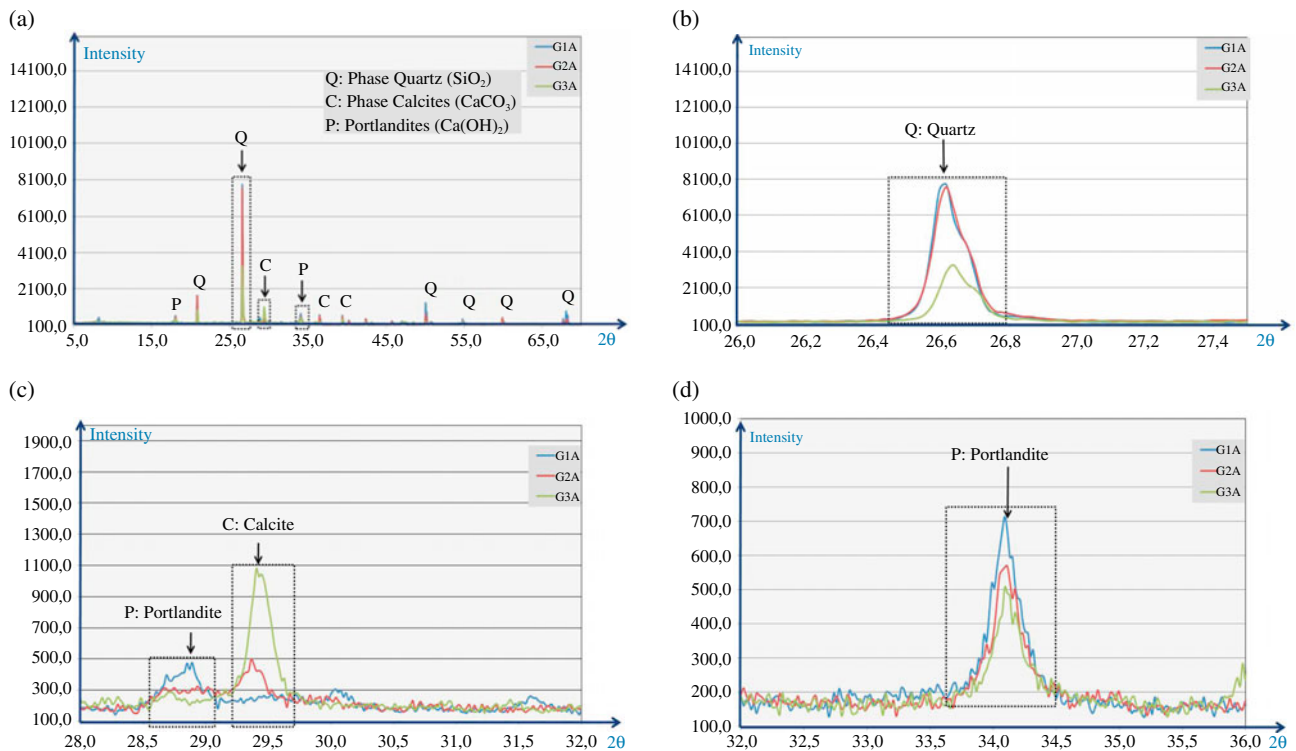 (a)
Intensity
G1A
G2A
G3A
Q: Phase Quartz (SiO₂)
C: Phase Calcites (CaCO₃)
P: Portlandites (Ca(OH)₂)
14100,0
12100,0
10100,0
8100,0
6100,0
4100,0
2100,0
100,0
Q
C
P
P
Q
C
C
Q
Q
Q
Q
5,0
15,0
25,0
35,0
45,0
55,0
65,0
2θ
(b)
Intensity
G1A
G2A
G3A
14100,0
12100,0
10100,0
8100,0
6100,0
4100,0
2100,0
100,0
Q: Quartz
26,0
26,2
26,4
26,6
26,8
27,0
27,2
27,4
2θ
(c)
Intensity
G1A
G2A
G3A
1900,0
1700,0
1500,0
1300,0
1100,0
900,0
700,0
500,0
300,0
100,0
C: Calcite
P: Portlandite
28,0
28,5
29,0
29,5
30,0
30,5
31,0
31,5
32,0
2θ
(d)
Intensity
G1A
G2A
G3A
1000,0
900,0
800,0
700,0
600,0
500,0
400,0
300,0
200,0
100,0
P: Portlandite
32,0
32,5
33,0
33,5
34,0
34,5
35,0
35,5
36,0
2θ